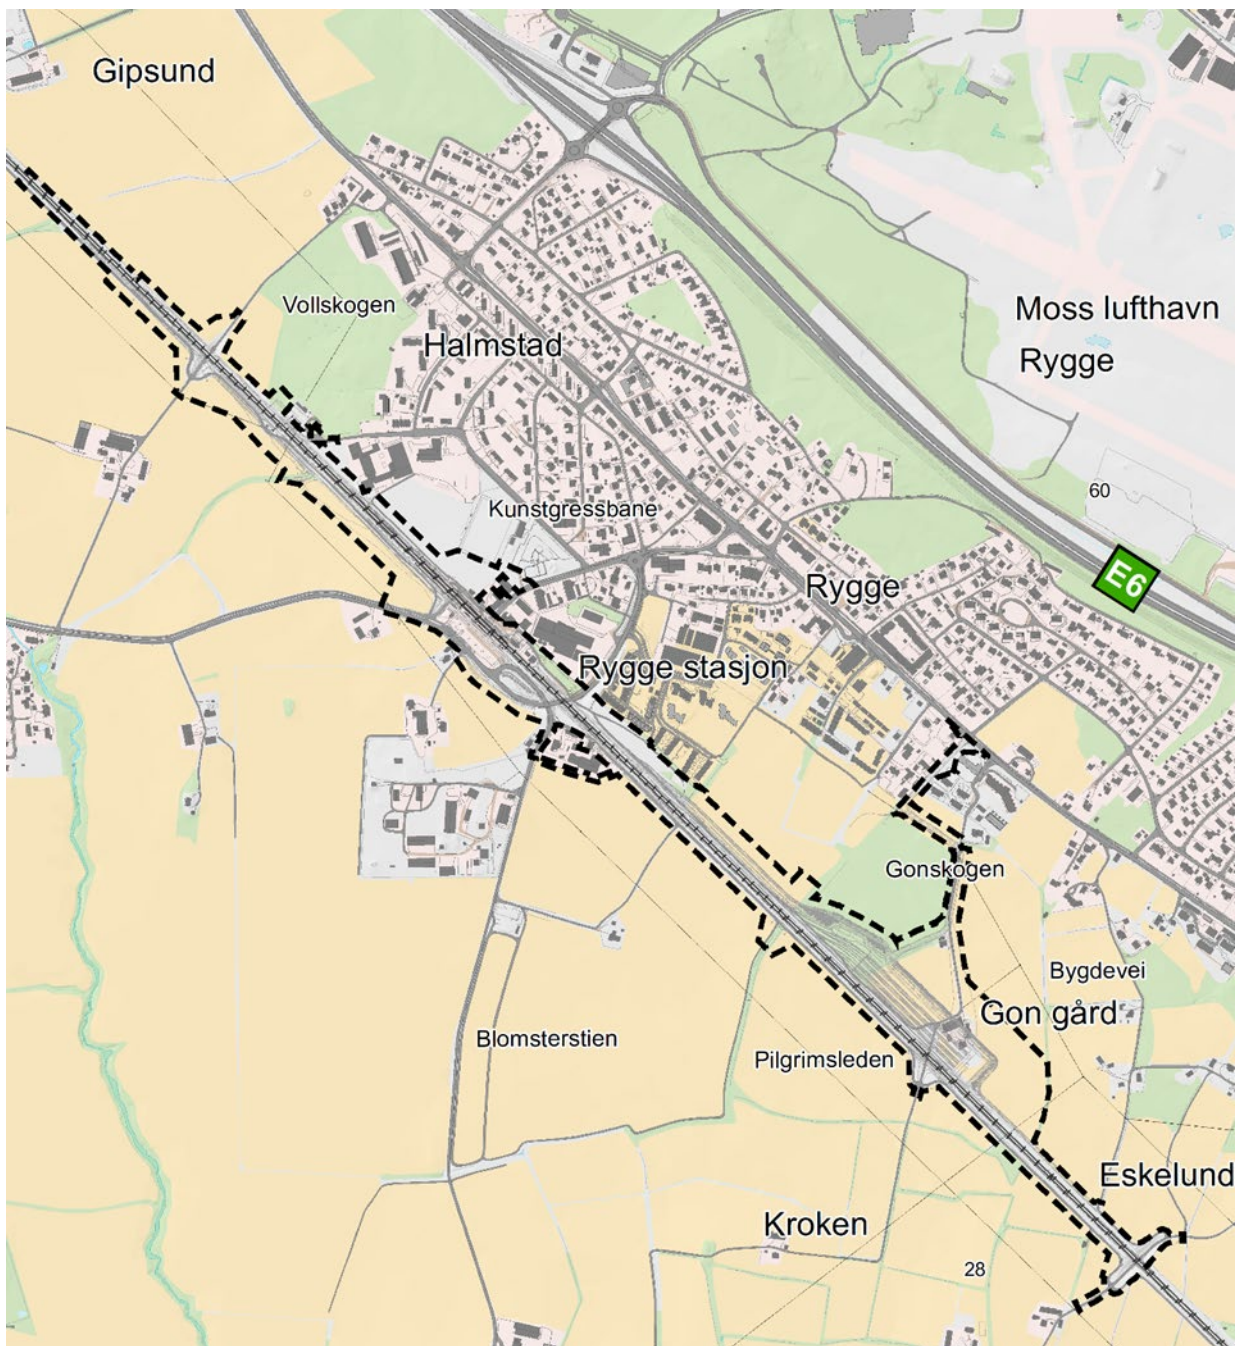 Gipsund
Vollskogen
Halmstad
Moss lufthavn
Rygge
60
Kunstgressbane
E6
Rygge
Rygge stasjon
Gonskogen
Bygdevei
Gon gård
Blomsterstien
Pilgrimsleden
Eskelund
Kroken
28